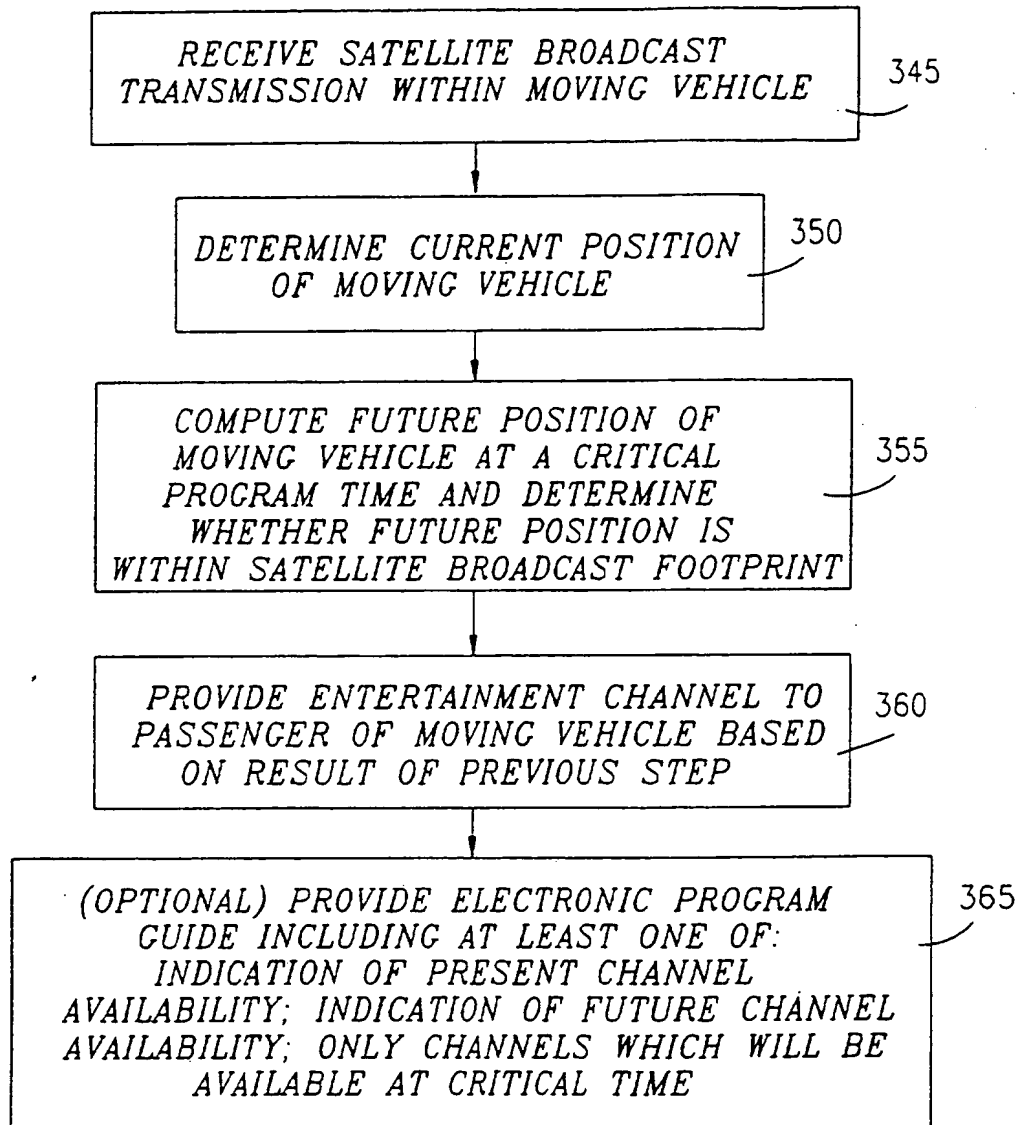 RECEIVE SATELLITE BROADCAST
TRANSMISSION WITHIN MOVING VEHICLE
345
DETERMINE CURRENT POSITION
OF MOVING VEHICLE
350
COMPUTE FUTURE POSITION OF
MOVING VEHICLE AT A CRITICAL
PROGRAM TIME AND DETERMINE
WHETHER FUTURE POSITION IS
WITHIN SATELLITE BROADCAST FOOTPRINT
355
PROVIDE ENTERTAINMENT CHANNEL TO
PASSENGER OF MOVING VEHICLE BASED
ON RESULT OF PREVIOUS STEP
360
(OPTIONAL) PROVIDE ELECTRONIC PROGRAM
GUIDE INCLUDING AT LEAST ONE OF:
INDICATION OF PRESENT CHANNEL
AVAILABILITY; INDICATION OF FUTURE CHANNEL
AVAILABILITY; ONLY CHANNELS WHICH WILL BE
AVAILABLE AT CRITICAL TIME
365